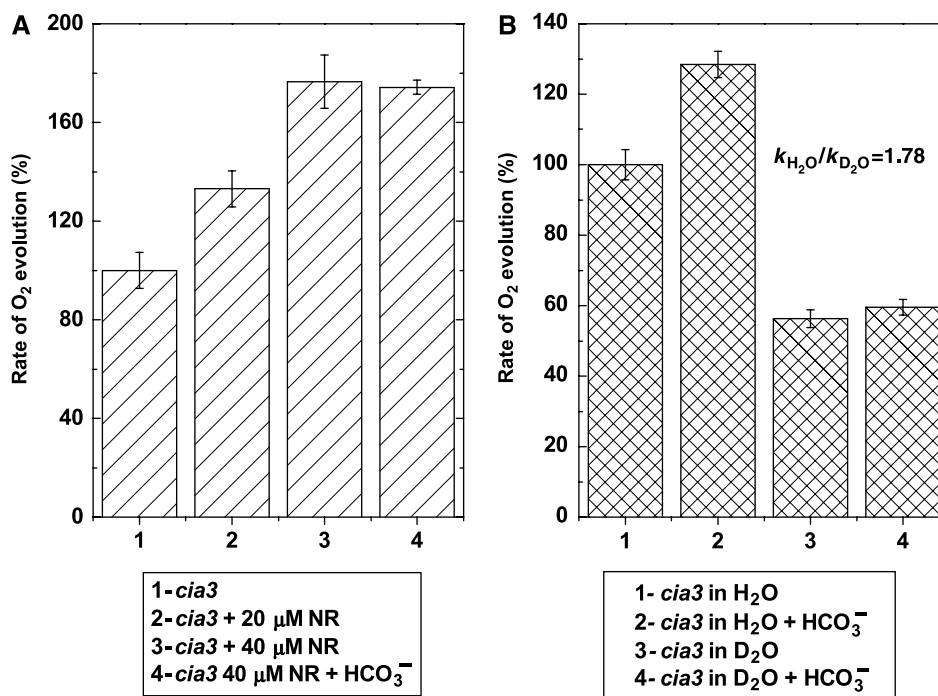 A
B
Rate of O₂ evolution (%)
200
160
120
80
40
0
1 2 3 4
1-cia3
2-cia3 + 20 μM NR
3-cia3 + 40 μM NR
4-cia3 40 μM NR + HCO₃⁻
Rate of O₂ evolution (%)
140
120
100
80
60
40
20
0
k_H₂O/k_D₂O=1.78
1 2 3 4
1- cia3 in H₂O
2- cia3 in H₂O + HCO₃⁻
3- cia3 in D₂O
4- cia3 in D₂O + HCO₃⁻